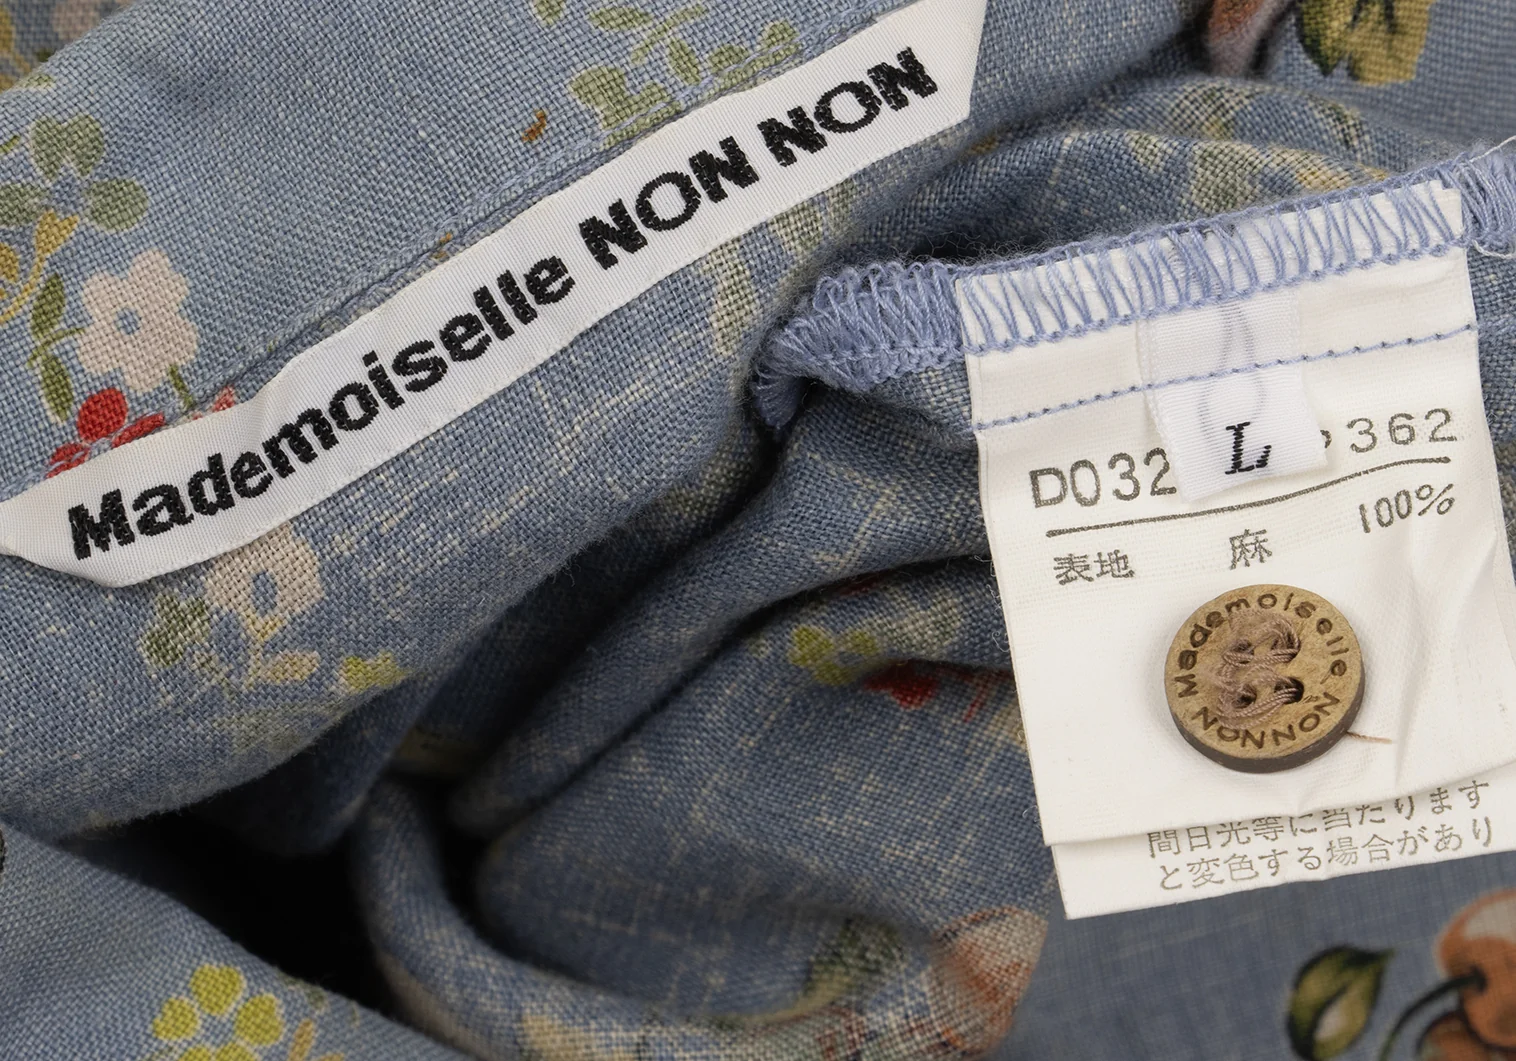 Mademoiselle NON NON
L
D032 362
表地 麻 100%
Mademoiselle NONNON
間日光等に当たります
と変色する場合があり